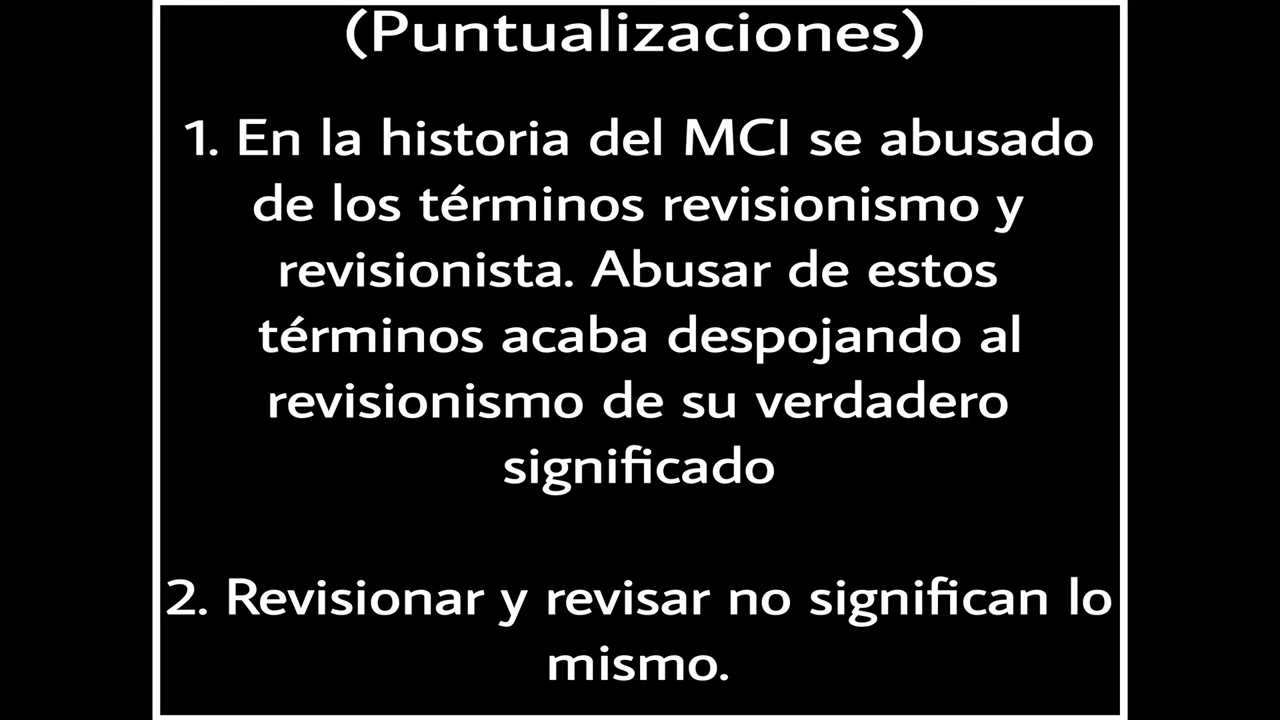 (Puntualizaciones)
1. En la historia del MCI se abusado
de los términos revisionismo y
revisionista. Abusar de estos
términos acaba despojando al
revisionismo de su verdadero
significado
2. Revisionar y revisar no significan lo
mismo.